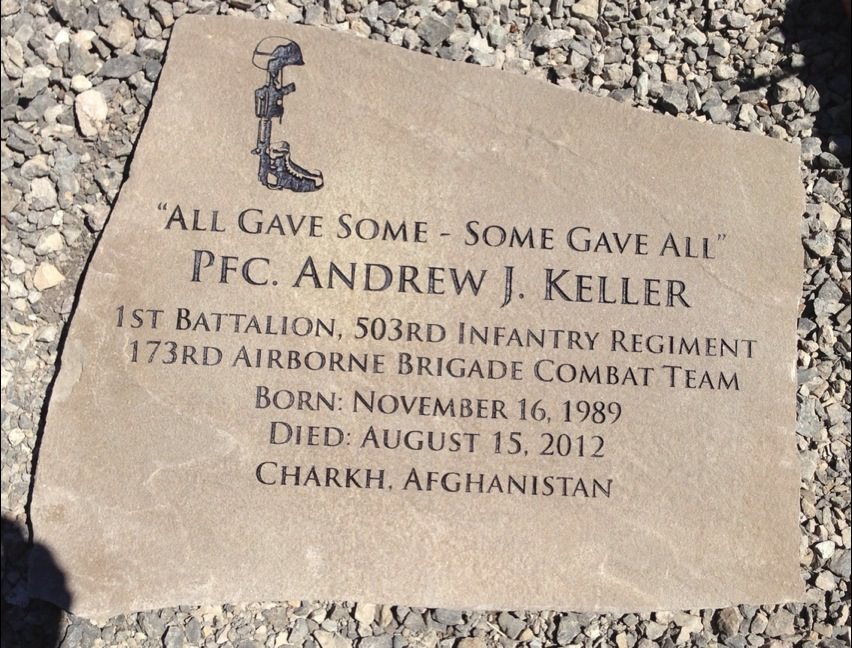 “ALL GAVE SOME - SOME GAVE ALL”
PFC. ANDREW J. KELLER
1ST BATTALION, 503RD INFANTRY REGIMENT
173RD AIRBORNE BRIGADE COMBAT TEAM
BORN: NOVEMBER 16, 1989
DIED: AUGUST 15, 2012
CHARKH, AFGHANISTAN